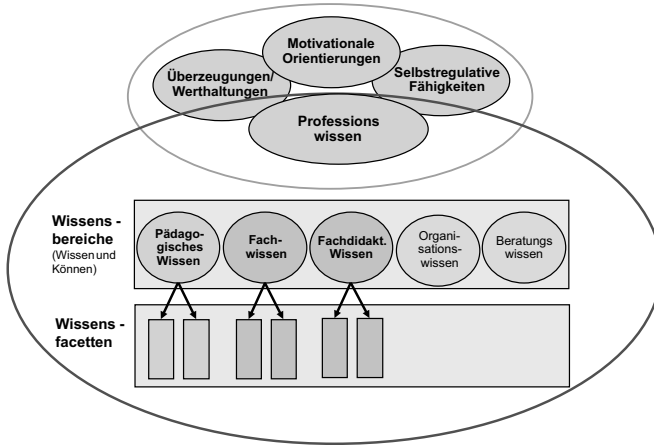 Motivationale
Orientierungen
Überzeugungen/
Werthaltungen
Selbstregulative
Fähigkeiten
Professions
wissen
Wissens -
bereiche
(Wissen und
Können)
Pädago-
gisches
Wissen
Fach-
wissen
Fachdidakt.
Wissen
Organi-
sations-
wissen
Beratungs
wissen
Wissens -
facetten